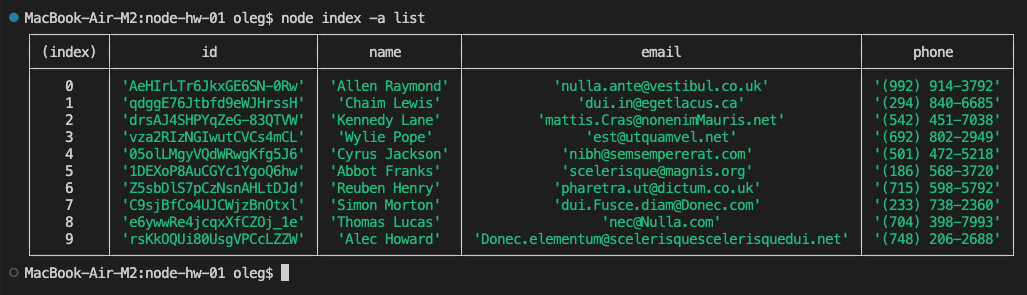 MacBook-Air-M2:node-hw-01 oleg$ node index -a list
(index) id name email phone
0 'AeHIrLTr6JkxGE6SN-0Rw' 'Allen Raymond' 'nulla.ante@vestibul.co.uk' '(992) 914-3792'
1 'qdggE76Jtbfd9eWJHrssH' 'Chaim Lewis' 'dui.in@egetlacus.ca' '(294) 840-6685'
2 'drsAJ4SHPYqZeG-83QTVW' 'Kennedy Lane' 'mattis.Cras@nonenimMauris.net' '(542) 451-7038'
3 'vza2RIzNGIwutCVCs4mCL' 'Wylie Pope' 'est@utquamvel.net' '(692) 802-2949'
4 '05olLMgyVQdWRwgKfg5J6' 'Cyrus Jackson' 'nibh@semsempererat.com' '(501) 472-5218'
5 '1DEXoP8AuCGYc1YgoQ6hw' 'Abbot Franks' 'scelerisque@magnis.org' '(186) 568-3720'
6 'Z5sbDlS7pCzNsnAHLtDJd' 'Reuben Henry' 'pharetra.ut@dictum.co.uk' '(715) 598-5792'
7 'C9sjBfCo4UJCWjzBnOtxl' 'Simon Morton' 'dui.Fusce.diam@Donec.com' '(233) 738-2360'
8 'e6ywwRe4jcqxXfCZOj_1e' 'Thomas Lucas' 'nec@Nulla.com' '(704) 398-7993'
9 'rsKkOQUi80UsgVPCcLZZW' 'Alec Howard' 'Donec.elementum@scelerisquescelerisquedui.net' '(748) 206-2688'
MacBook-Air-M2:node-hw-01 oleg$